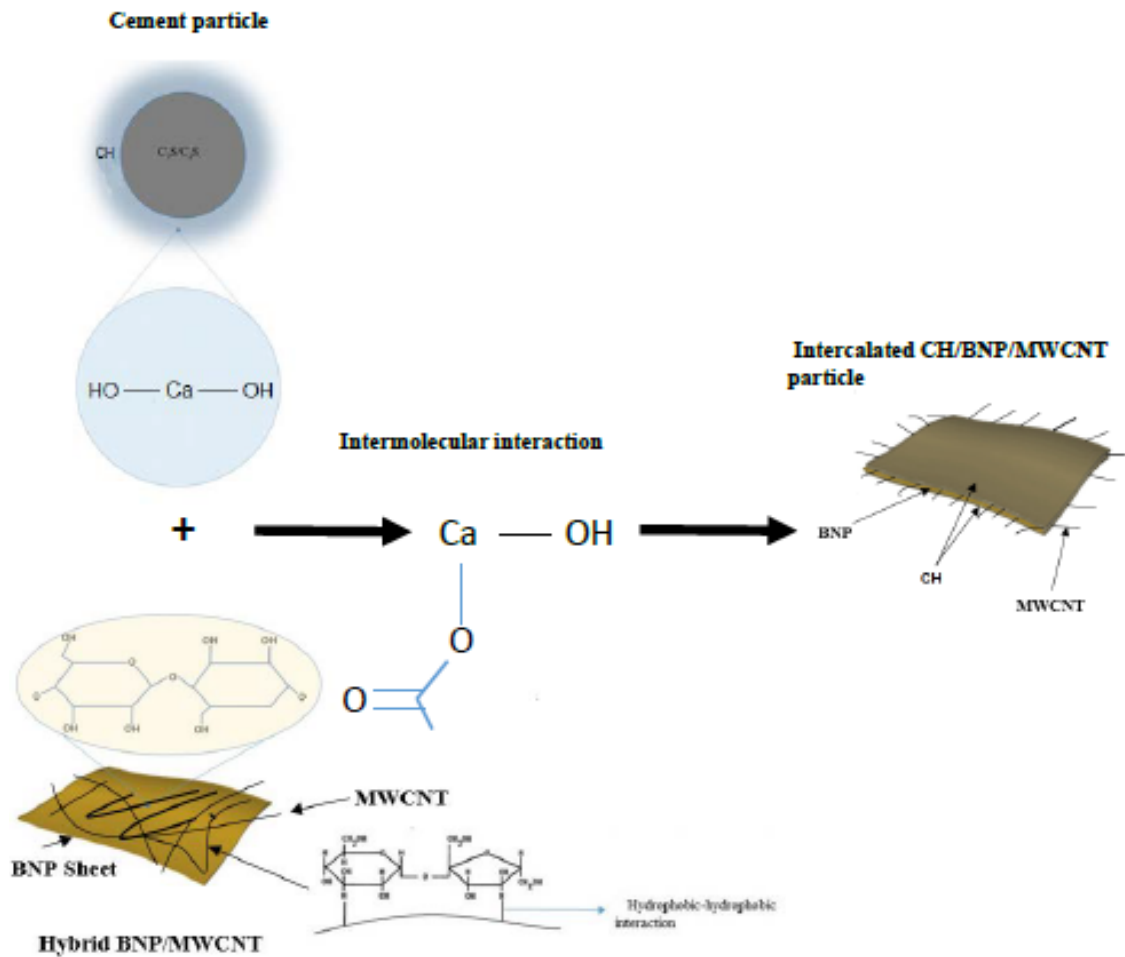 Cement particle
CH
C₃S/C₂S
HO — Ca — OH
Intercalated CH/BNP/MWCNT
particle
Intermolecular interaction
+
Ca — OH
BNP
CH
MWCNT
O
O
OH
OH
OH
O
O
O
O
OH
OH
OH
MWCNT
BNP Sheet
CH₂OH
CH₂OH
H
H
H
OH
H
O
OH
H
CH₂OH
Hydrophobic-hydrophobic
interaction
Hybrid BNP/MWCNT